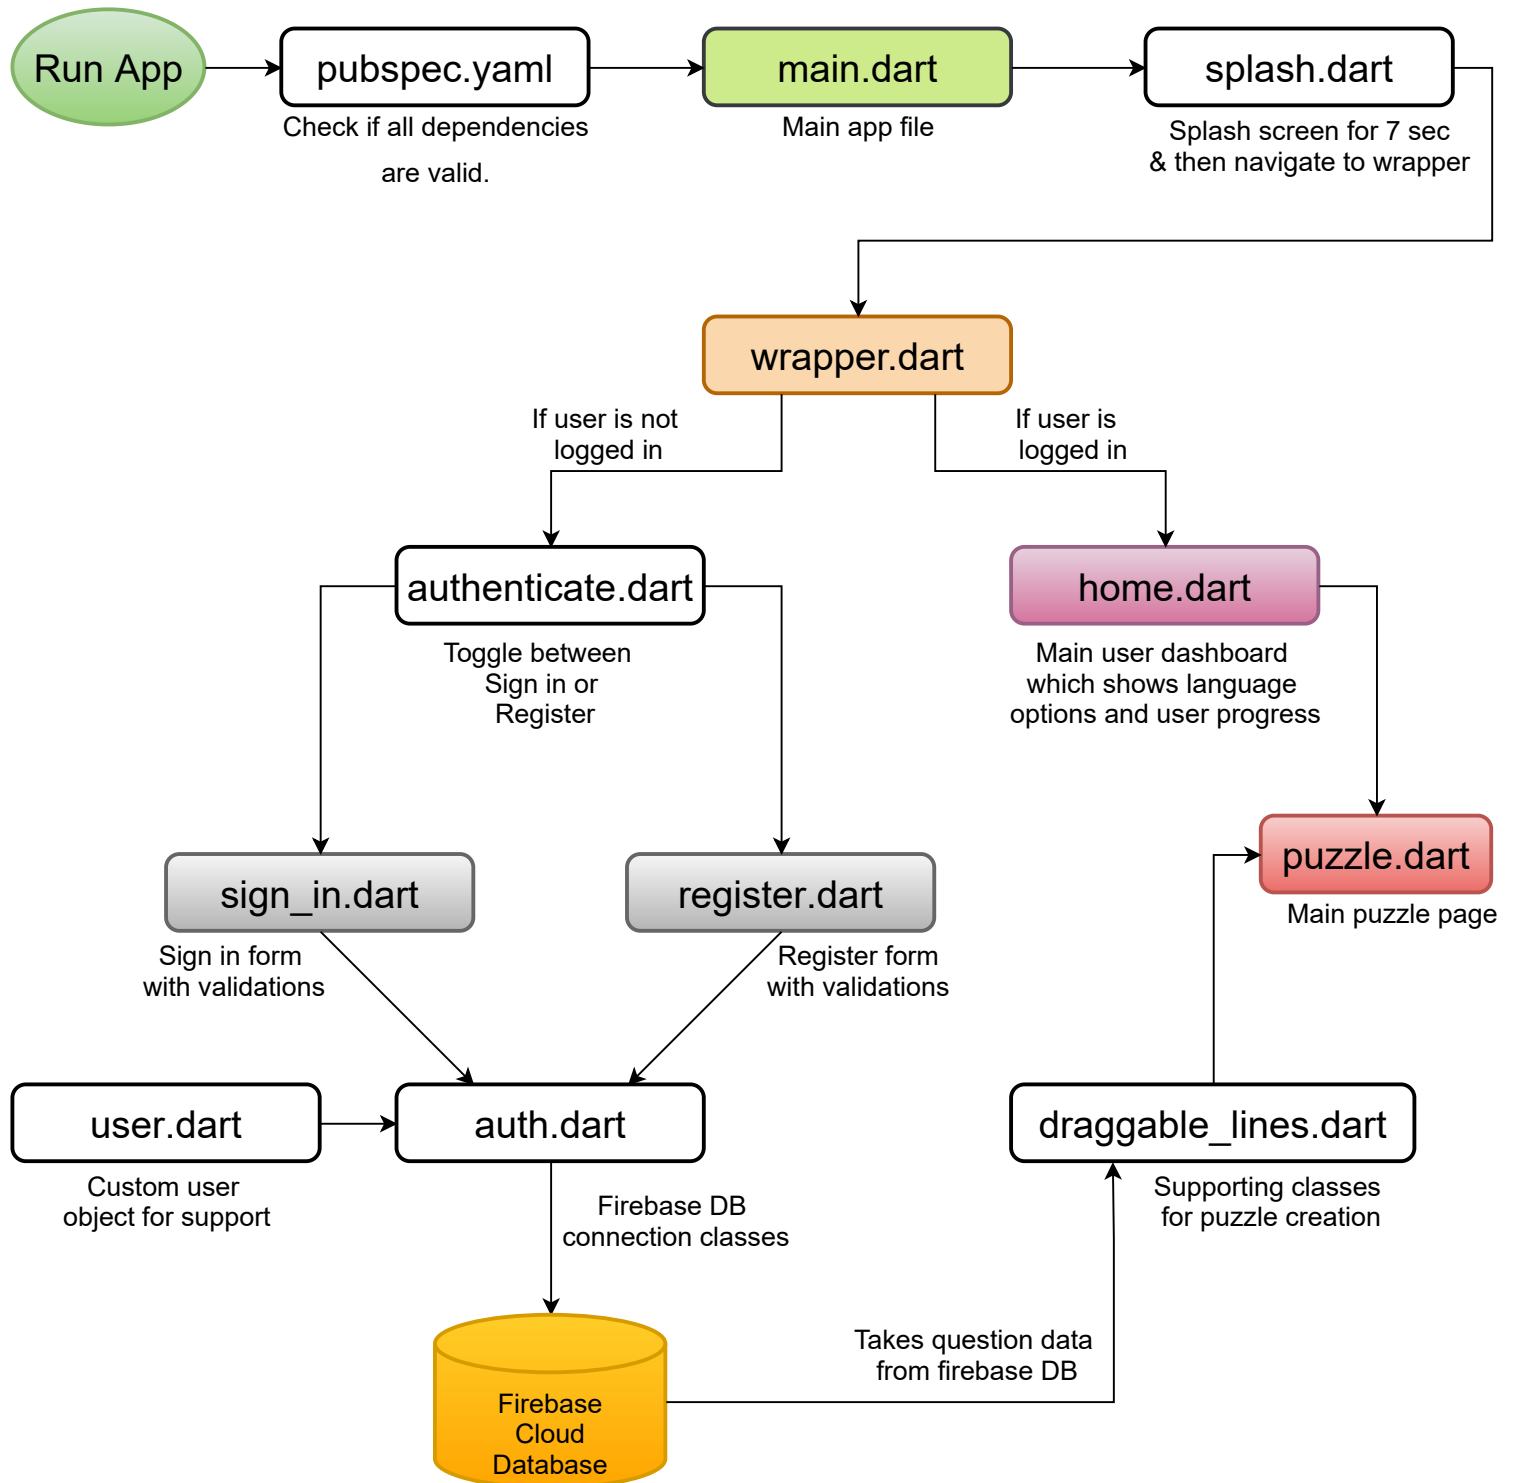 Run App
pubspec.yaml
main.dart
splash.dart
Check if all dependencies
are valid.
Main app file
Splash screen for 7 sec
& then navigate to wrapper
wrapper.dart
If user is not
logged in
If user is
logged in
authenticate.dart
home.dart
Toggle between
Sign in or
Register
Main user dashboard
which shows language
options and user progress
puzzle.dart
Main puzzle page
sign_in.dart
register.dart
Sign in form
with validations
Register form
with validations
user.dart
auth.dart
draggable_lines.dart
Custom user
object for support
Firebase DB
connection classes
Supporting classes
for puzzle creation
Takes question data
from firebase DB
Firebase
Cloud
Database